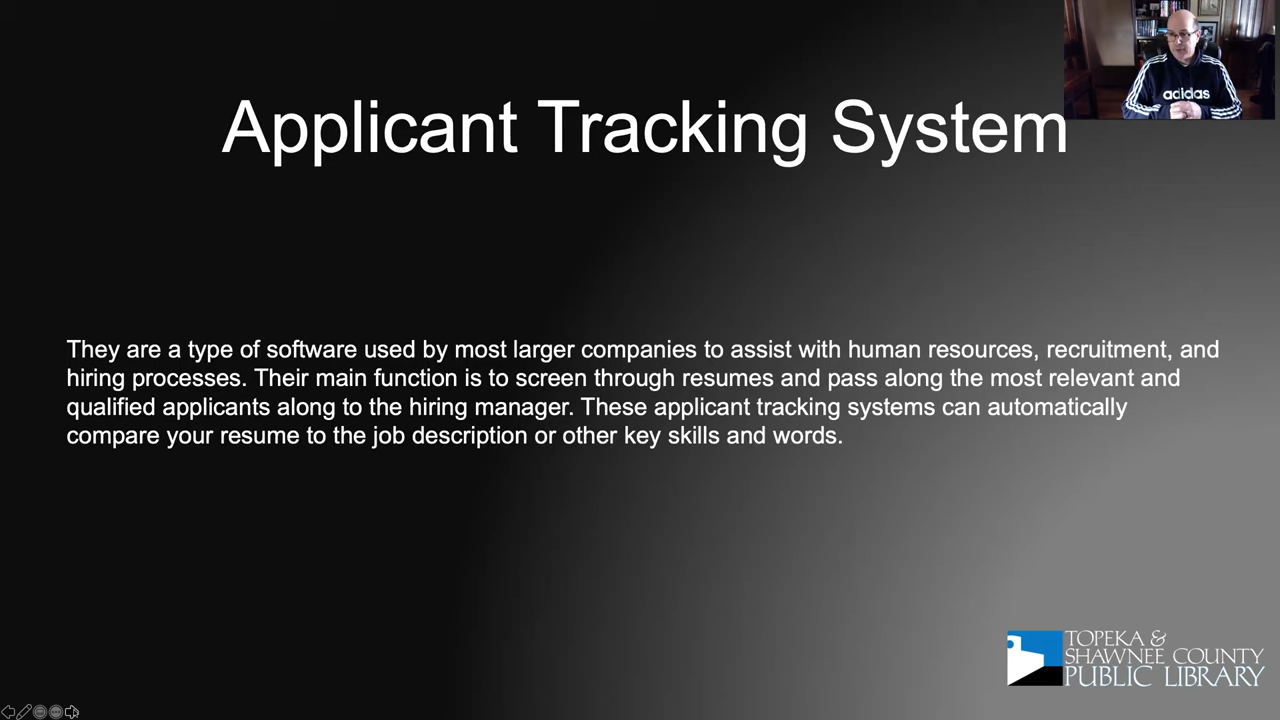 Applicant Tracking System
adidas
They are a type of software used by most larger companies to assist with human resources, recruitment, and
hiring processes. Their main function is to screen through resumes and pass along the most relevant and
qualified applicants along to the hiring manager. These applicant tracking systems can automatically
compare your resume to the job description or other key skills and words.
TOPEKA &
SHAWNEE COUNTY
PUBLIC LIBRARY